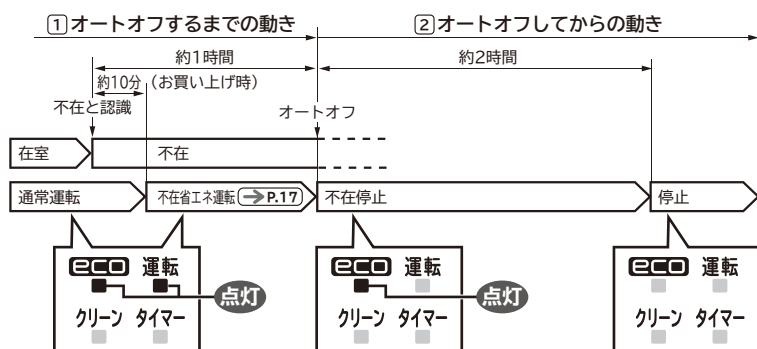 1 オートオフするまでの動き
2 オートオフしてからの動き
約1時間
約2時間
約10分 (お買い上げ時)
不在と認識
オートオフ
在室
不在
通常運転
不在省エネ運転 →P.17
不在停止
停止
eco 運転
点灯
クリーン タイマー
eco 運転
点灯
クリーン タイマー
eco 運転
クリーン タイマー